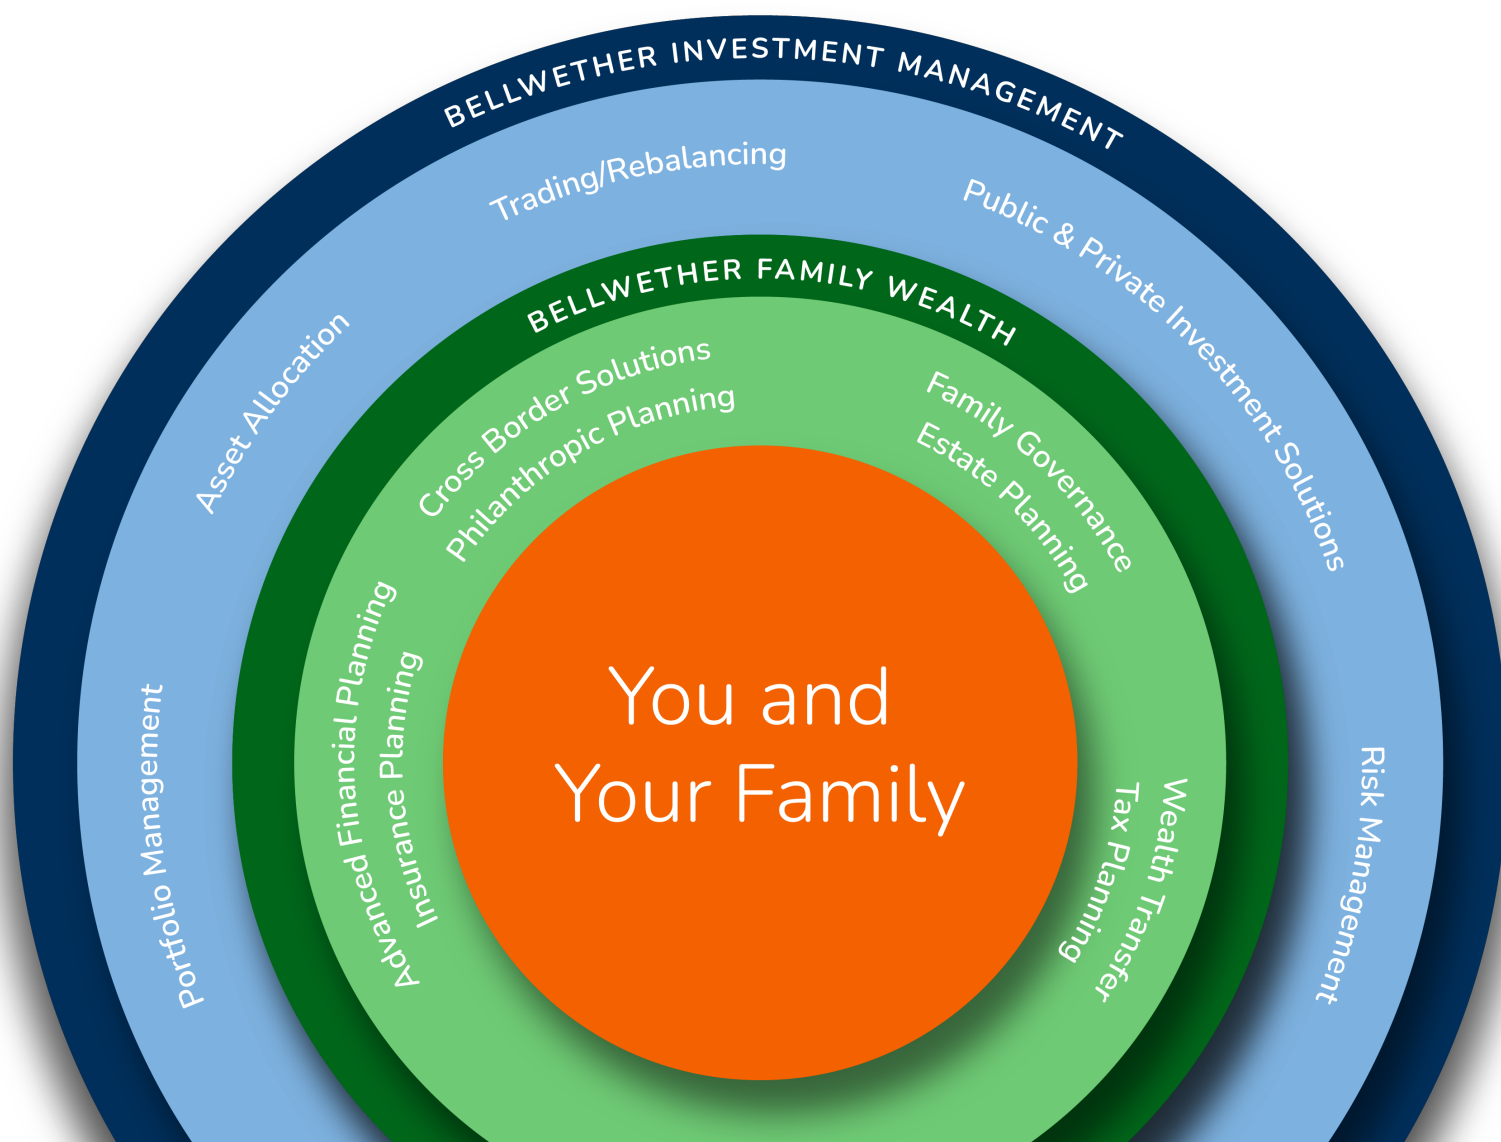 BELLWETHER INVESTMENT MANAGEMENT
Trading/Rebalancing
Public & Private Investment Solutions
Asset Allocation
Portfolio Management
Risk Management
BELLWETHER FAMILY WEALTH
Cross Border Solutions
Philanthropic Planning
Family Governance
Estate Planning
Advanced Financial Planning
Insurance Planning
Wealth Transfer
Tax Planning
You and
Your Family